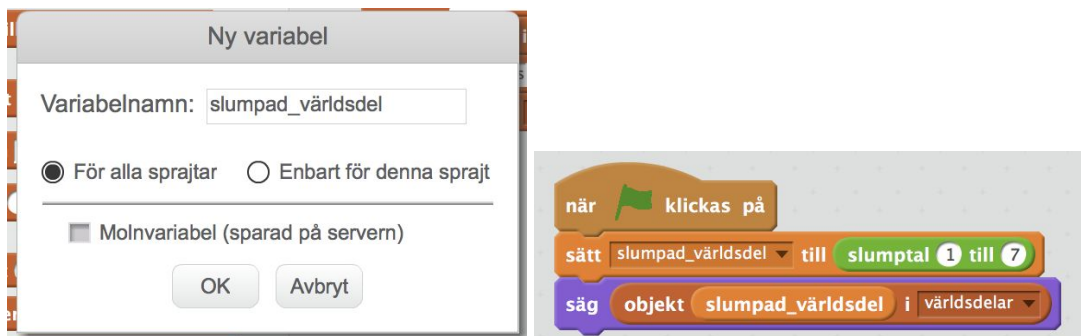 Ny variabel
Variabelnamn: slumpad_världsdel
För alla sprajtar Enbart för denna sprajt
Molnvariabel (sparad på servern)
OK Avbryt
när klickas på
sätt slumpad_världsdel till slumptal 1 till 7
säg objekt slumpad_världsdel i världsdelar